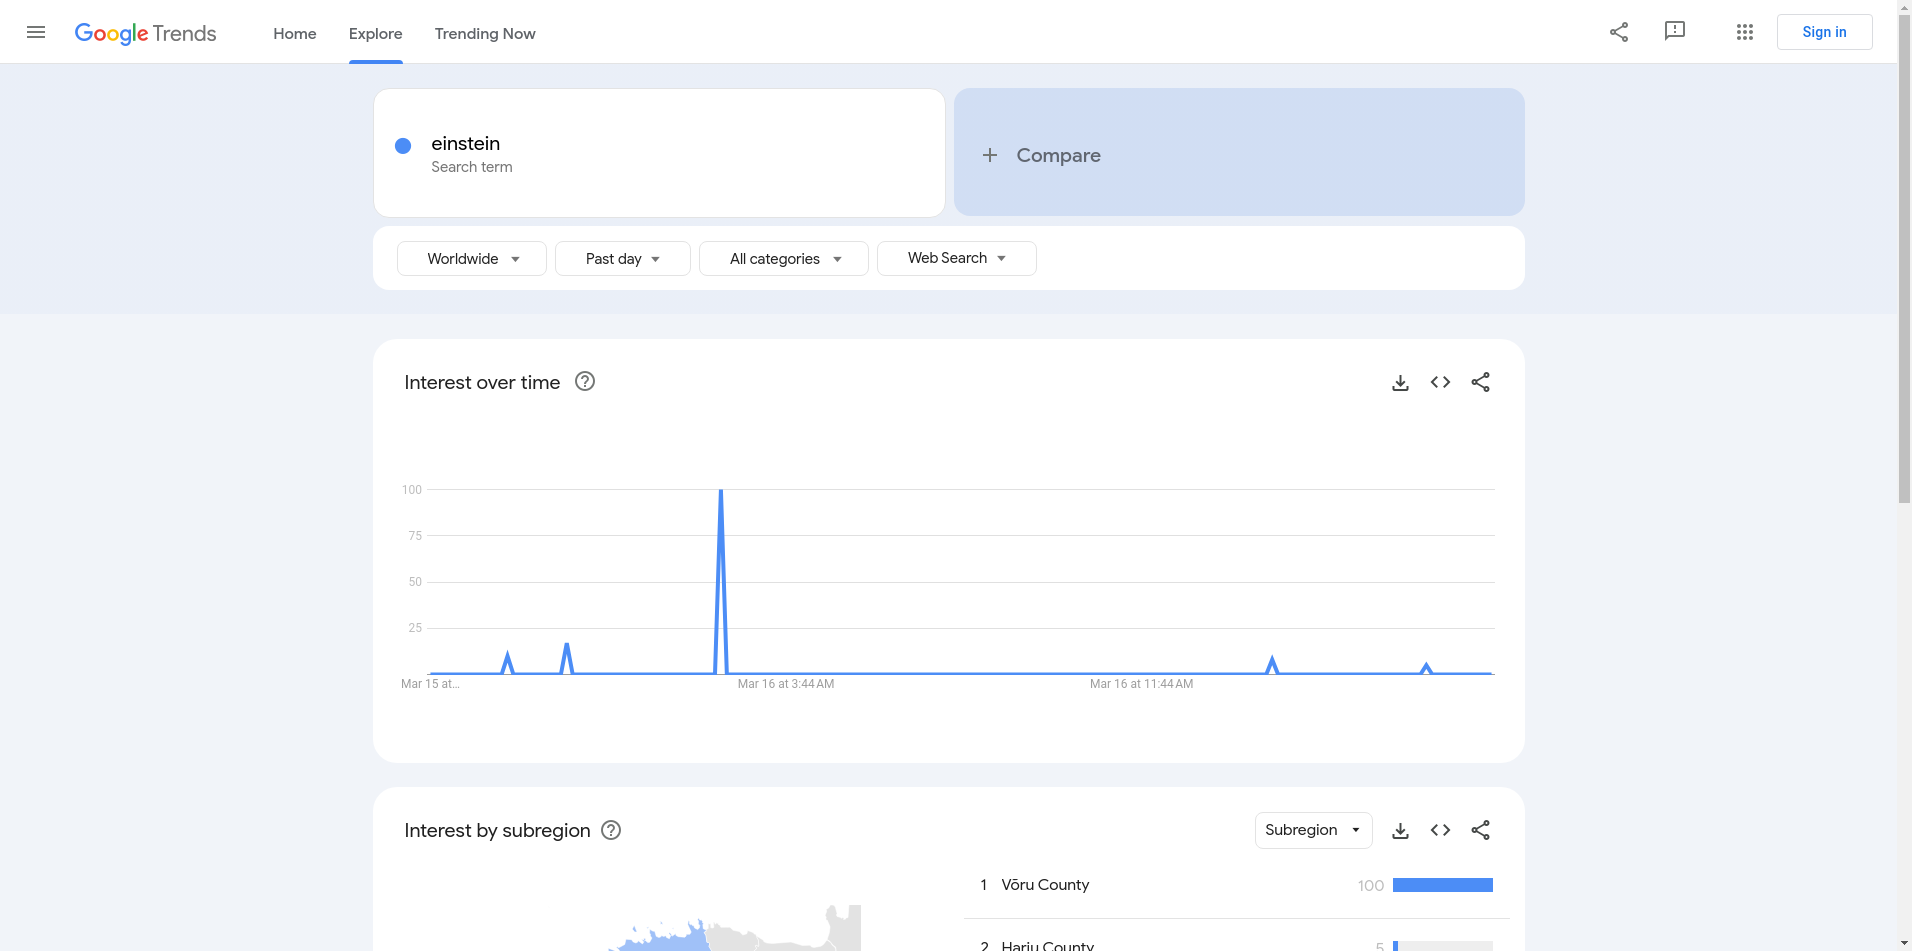 Google Trends
Home
Explore
Trending Now
Sign in
einstein
Search term
+ Compare
Worldwide
Past day
All categories
Web Search
Interest over time
100
75
50
25
Mar 15 at...
Mar 16 at 3:44 AM
Mar 16 at 11:44 AM
Interest by subregion
Subregion
1 Võru County 100
2 Harju County 5